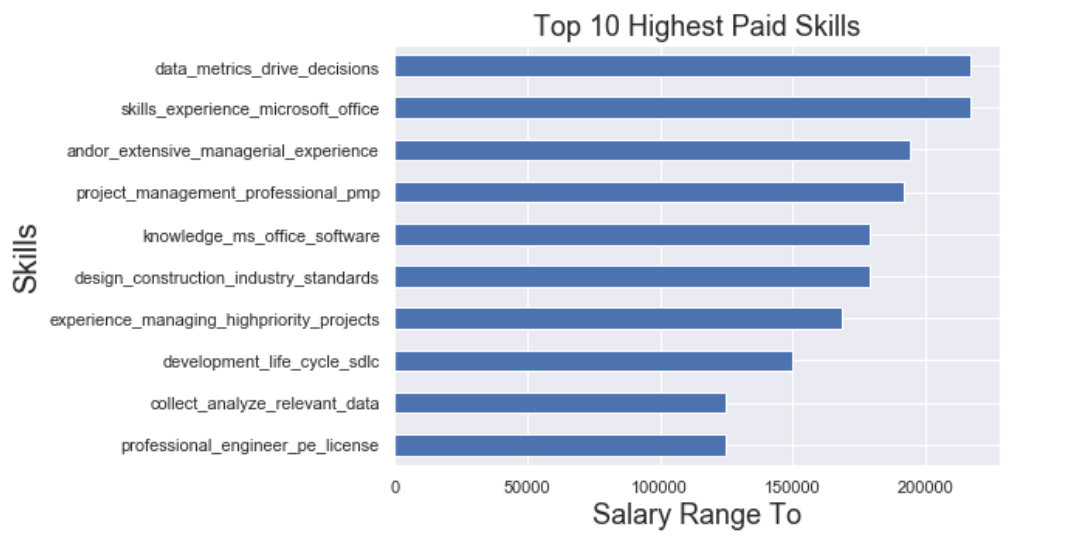 Top 10 Highest Paid Skills
data_metrics_drive_decisions
skills_experience_microsoft_office
andor_extensive_managerial_experience
project_management_professional_pmp
knowledge_ms_office_software
design_construction_industry_standards
experience_managing_highpriority_projects
development_life_cycle_sdlc
collect_analyze_relevant_data
professional_engineer_pe_license
Skills
0 50000 100000 150000 200000
Salary Range To